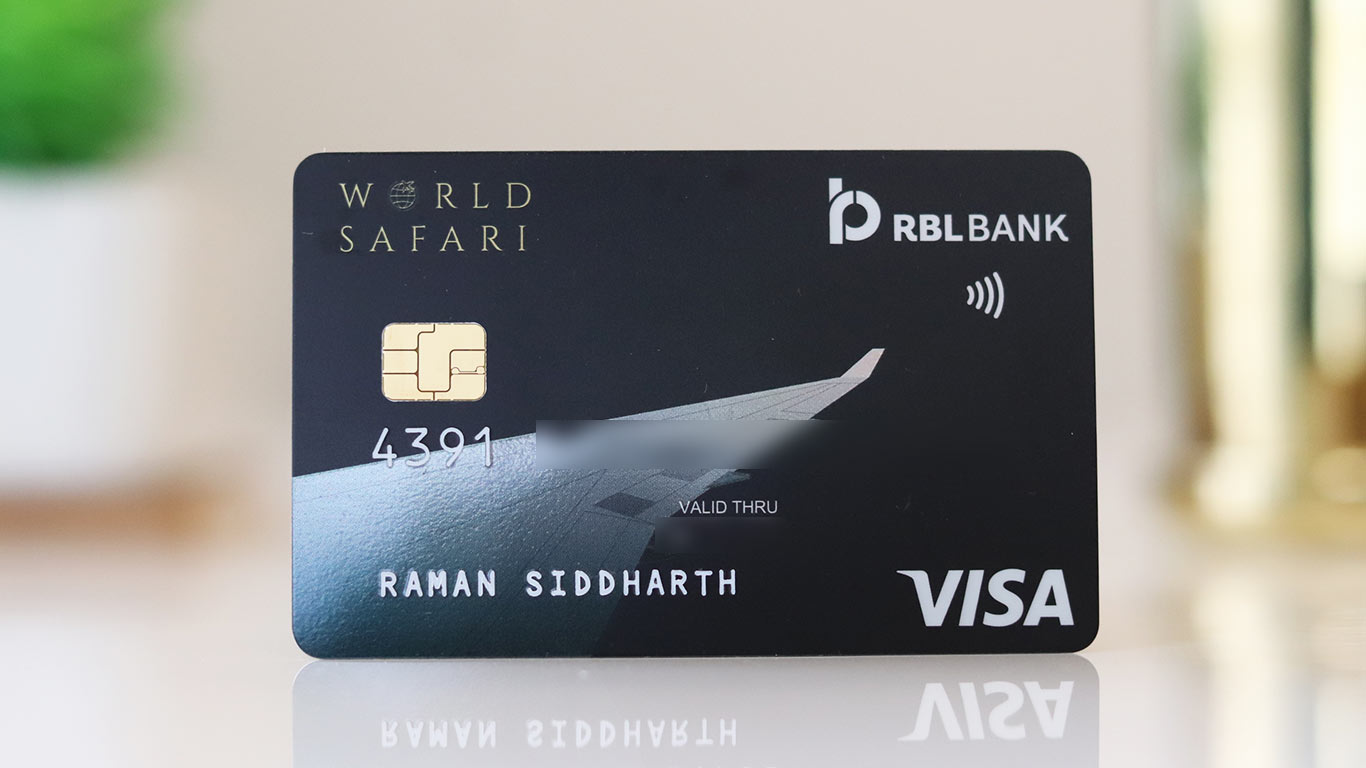 WORLD
SAFARI
RBL BANK
4391
VALID THRU
RAMAN SIDDHARTH
VISA